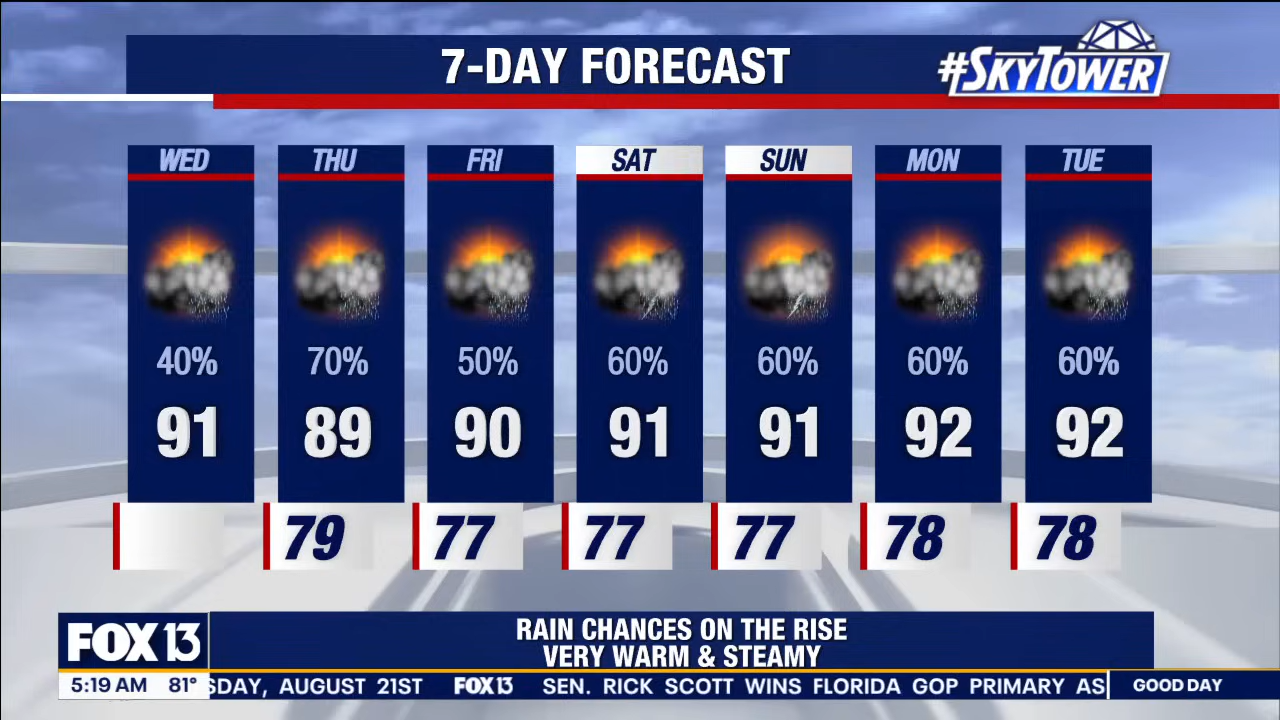 7-DAY FORECAST
#SKYTOWER
WED THU FRI SAT SUN MON TUE
40% 70% 50% 60% 60% 60% 60%
91 89 90 91 91 92 92
79 77 77 77 78 78
RAIN CHANCES ON THE RISE
VERY WARM & STEAMY
FOX 13
5:19 AM 81° SDAY, AUGUST 21ST FOX 13 SEN. RICK SCOTT WINS FLORIDA GOP PRIMARY AS GOOD DAY